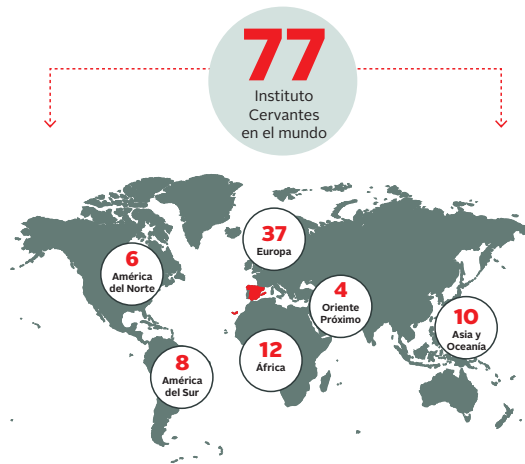 77
Instituto
Cervantes
en el mundo
37
Europa
6
América
del Norte
4
Oriente
Próximo
10
Asia y
Oceanía
12
África
8
América
del Sur